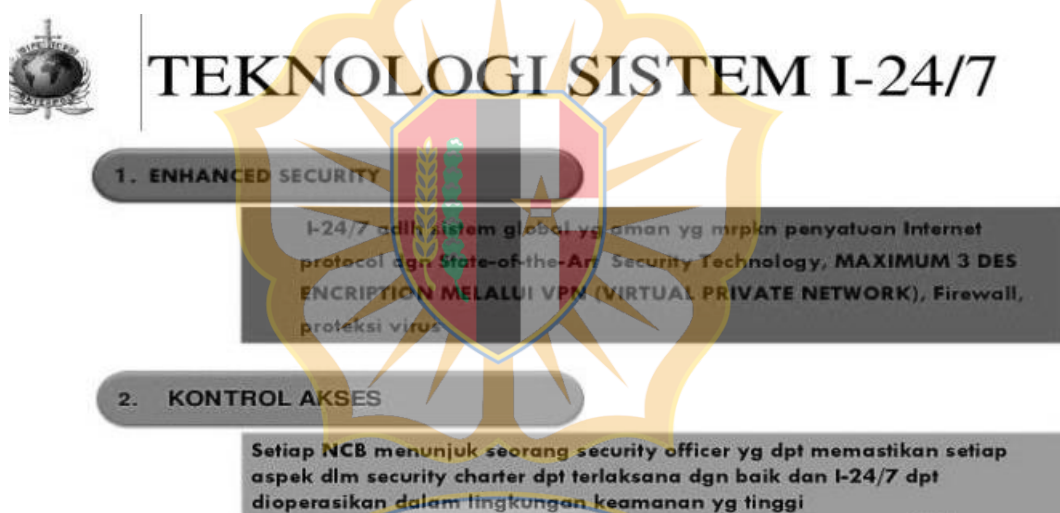 TEKNOLOGI SISTEM I-24/7
1. ENHANCED SECURITY
I-24/7 adlh sistem global yg aman yg mrpkn penyatuan Internet
protocol dgn State-of-the-Art Security Technology, MAXIMUM 3 DES
ENCRIPTION MELALUI VPN (VIRTUAL PRIVATE NETWORK), Firewall,
proteksi virus
2. KONTROL AKSES
Setiap NCB menunjuk seorang security officer yg dpt memastikan setiap
aspek dlm security charter dpt terlaksana dgn baik dan I-24/7 dpt
dioperasikan dalam lingkungan keamanan yg tinggi